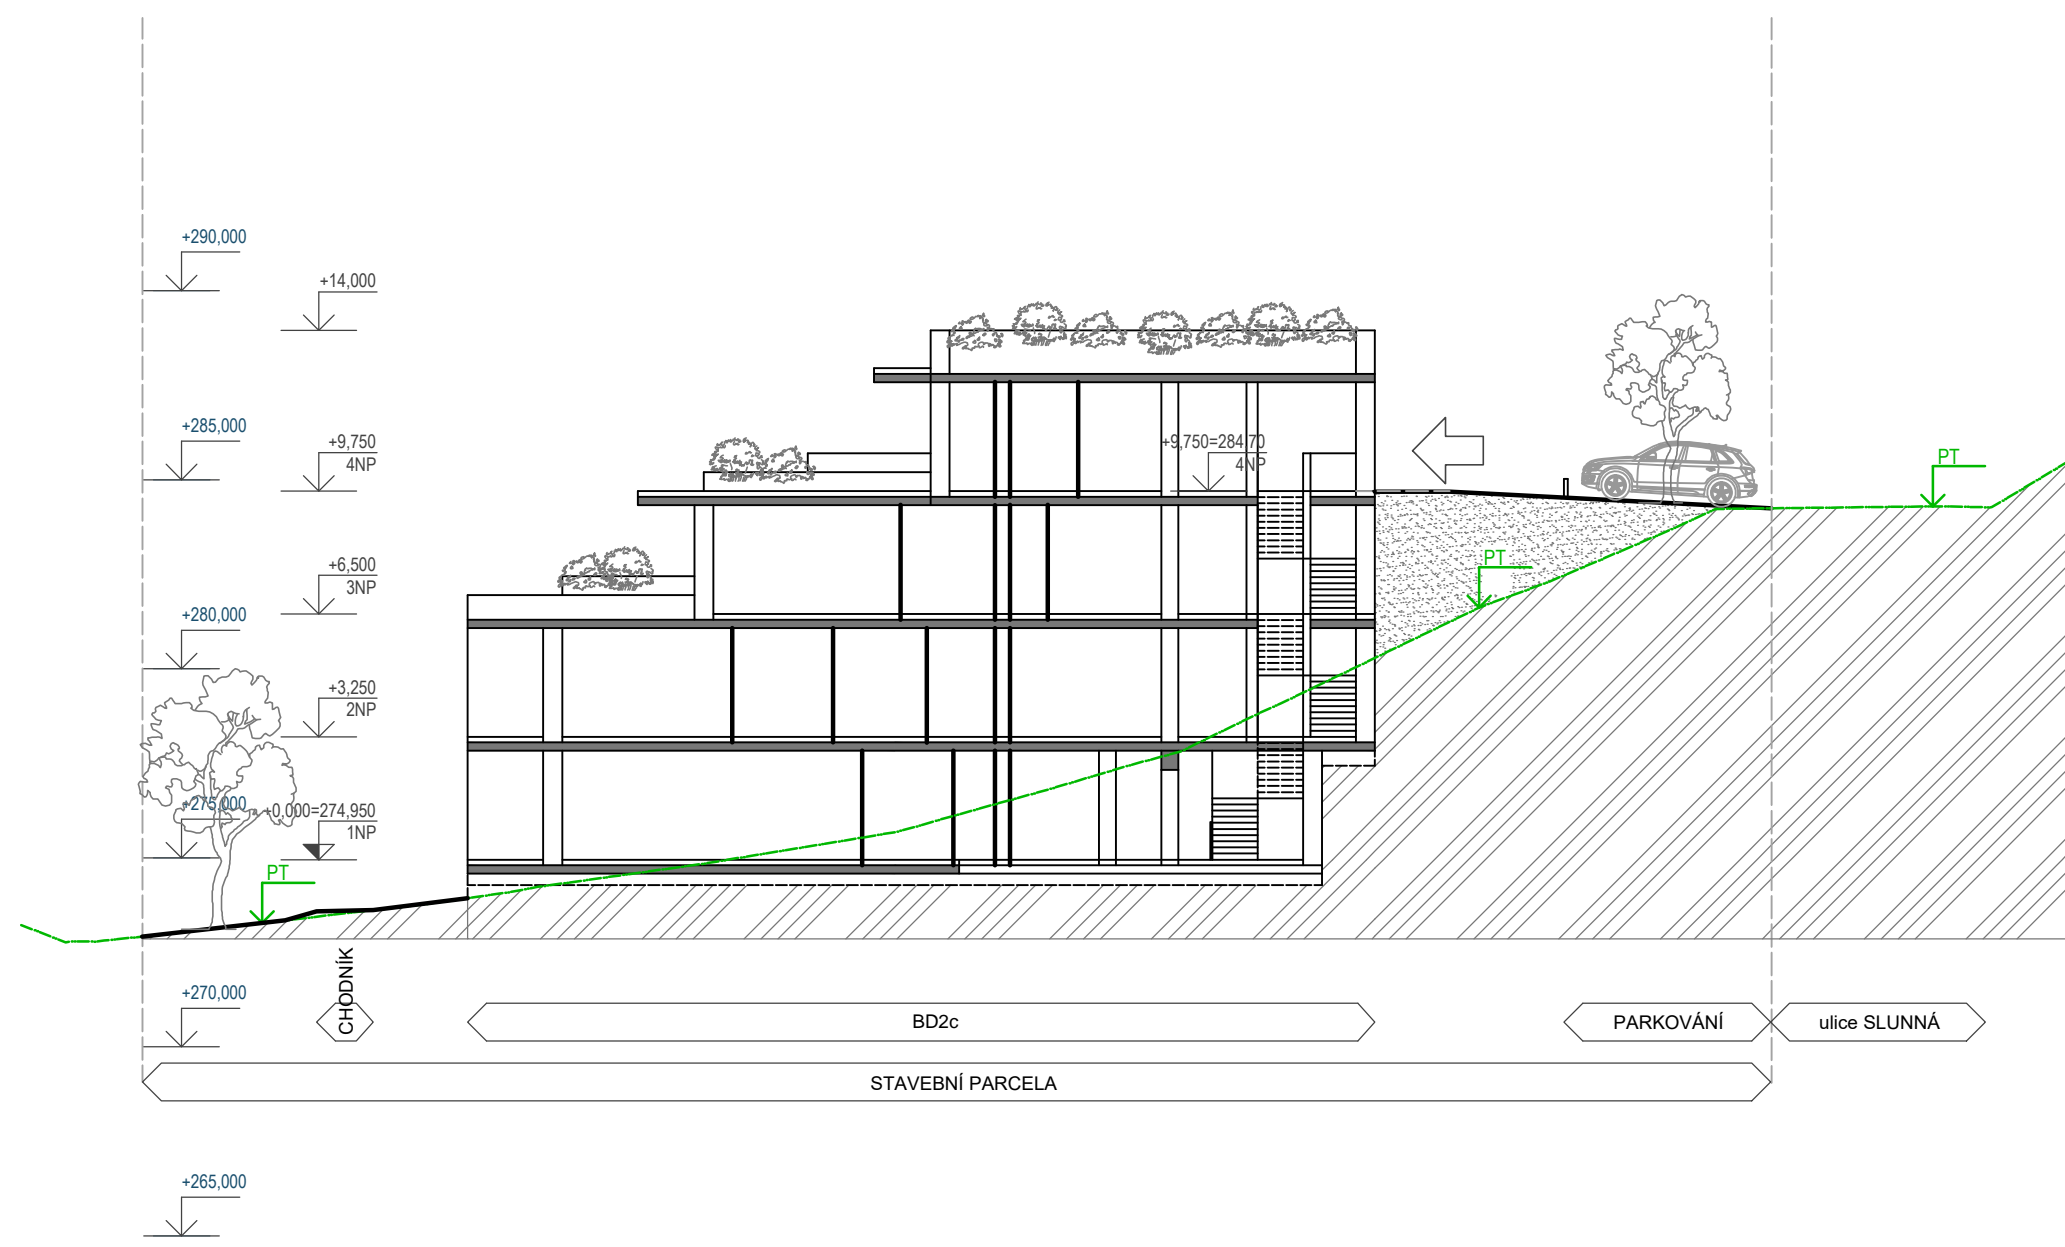 +290,000
+14,000
+285,000
+9,750
4NP
+9,750=284,70
4NP
PT
PT
+6,500
3NP
+280,000
+3,250
2NP
+275,000
+0,000=274,950
1NP
PT
CHODNÍK
+270,000
BD2c
PARKOVÁNÍ
ulice SLUNNÁ
STAVEBNÍ PARCELA
+265,000